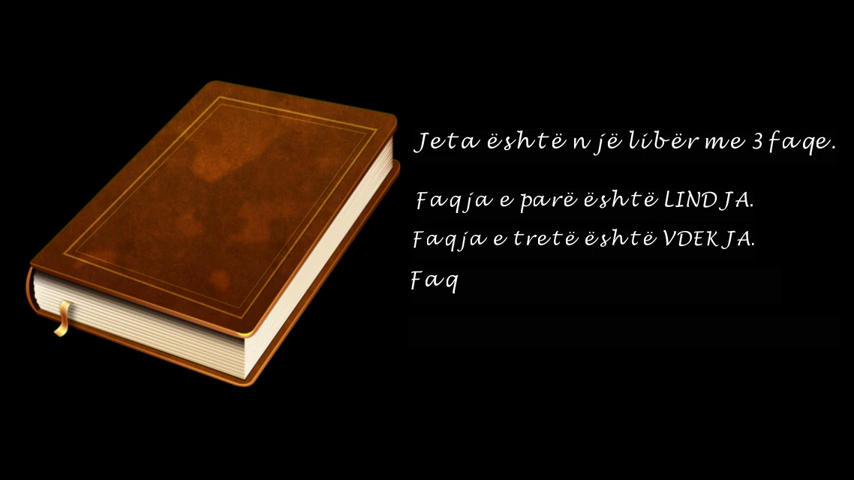 Jeta është një libër me 3 faqe.
Faqja e parë është LINDJA.
Faqja e tretë është VDEKJA.
Faq